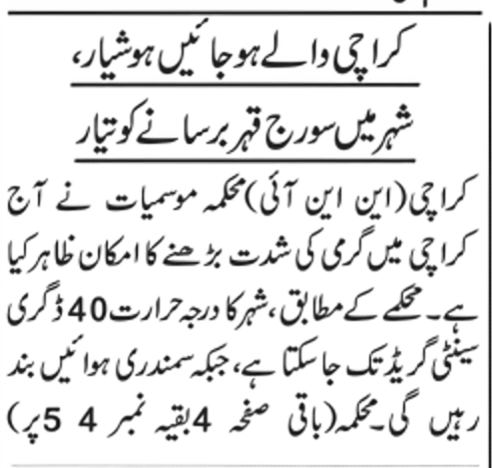 کراچی والے ہو جائیں ہوشیار،
شہر میں سورج قہر برسانے کو تیار
کراچی (این این آئی) محکمہ موسمیات نے آج
کراچی میں گرمی کی شدت بڑھنے کا امکان ظاہر کیا
ہے۔ محکمے کے مطابق، شہر کا درجہ حرارت 40 ڈگری
سینٹی گریڈ تک جا سکتا ہے، جبکہ سمندری ہوائیں بند
رہیں گی۔ محکمہ (باقی صفحہ 4 بقیہ نمبر 4 5 پر)